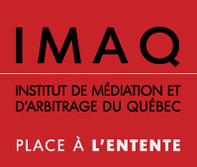 IMAQ
INSTITUT DE MÉDIATION ET
D'ARBITRAGE DU QUÉBEC
PLACE À L'ENTENTE